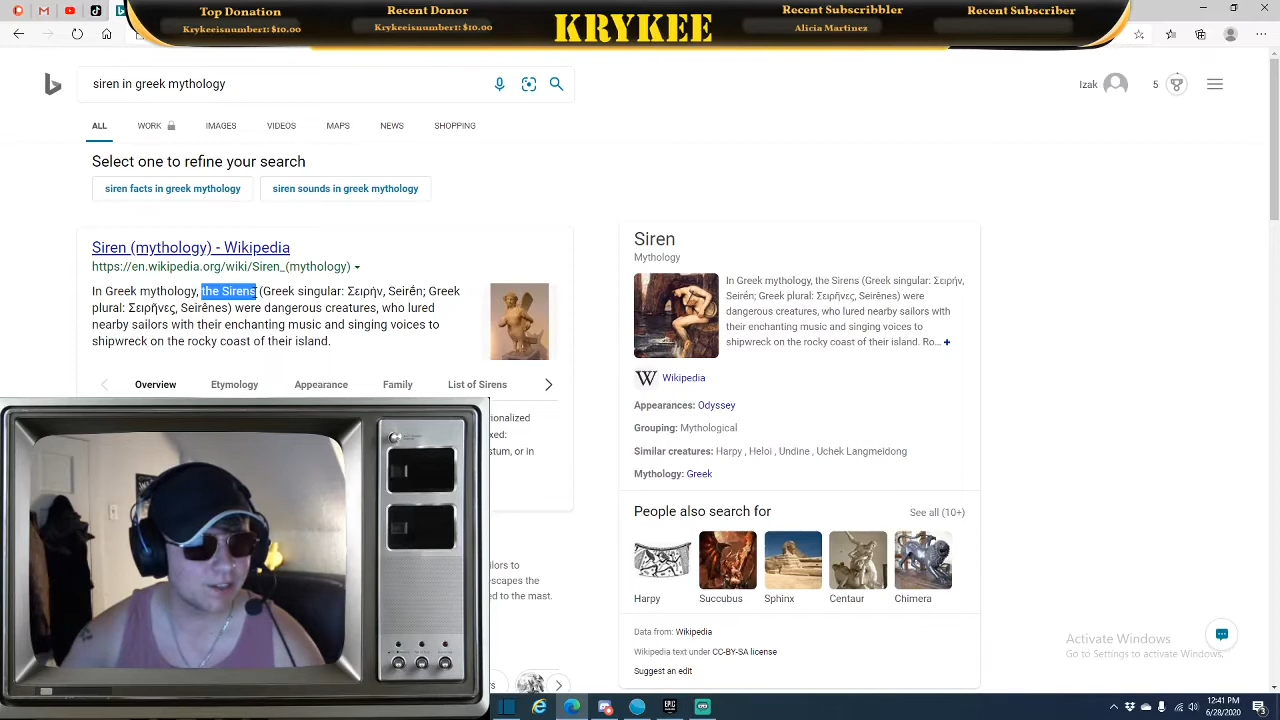 Top Donation
Krykeeisnumber1: $10.00
Recent Donor
Krykeeisnumber1: $10.00
KRYKEE
Recent Subscribbler
Alicia Martinez
Recent Subscriber
siren in greek mythology
Izak
5
ALL
WORK
IMAGES
VIDEOS
MAPS
NEWS
SHOPPING
Select one to refine your search
siren facts in greek mythology
siren sounds in greek mythology
Siren (mythology) - Wikipedia
https://en.wikipedia.org/wiki/Siren_(mythology)
In Greek mythology, the Sirens (Greek singular: Σειρήν, Seirēn; Greek
plural: Σειρῆνες, Seirênes) were dangerous creatures, who lured
nearby sailors with their enchanting music and singing voices to
shipwreck on the rocky coast of their island.
Overview
Etymology
Appearance
Family
List of Sirens
Siren
Mythology
In Greek mythology, the Sirens (Greek singular: Σειρήν,
Seirēn; Greek plural: Σειρῆνες, Seirênes) were
dangerous creatures, who lured nearby sailors with
their enchanting music and singing voices to
shipwreck on the rocky coast of their island. Ro... +
W Wikipedia
Appearances: Odyssey
Grouping: Mythological
Similar creatures: Harpy , Heloi , Undine , Uchek Langmeidong
Mythology: Greek
People also search for
See all (10+)
Harpy
Succubus
Sphinx
Centaur
Chimera
Data from: Wikipedia
Wikipedia text under CC-BY-SA license
Suggest an edit
Activate Windows
Go to Settings to activate Windows.
EPIC
12:41 PM
6/28/2020